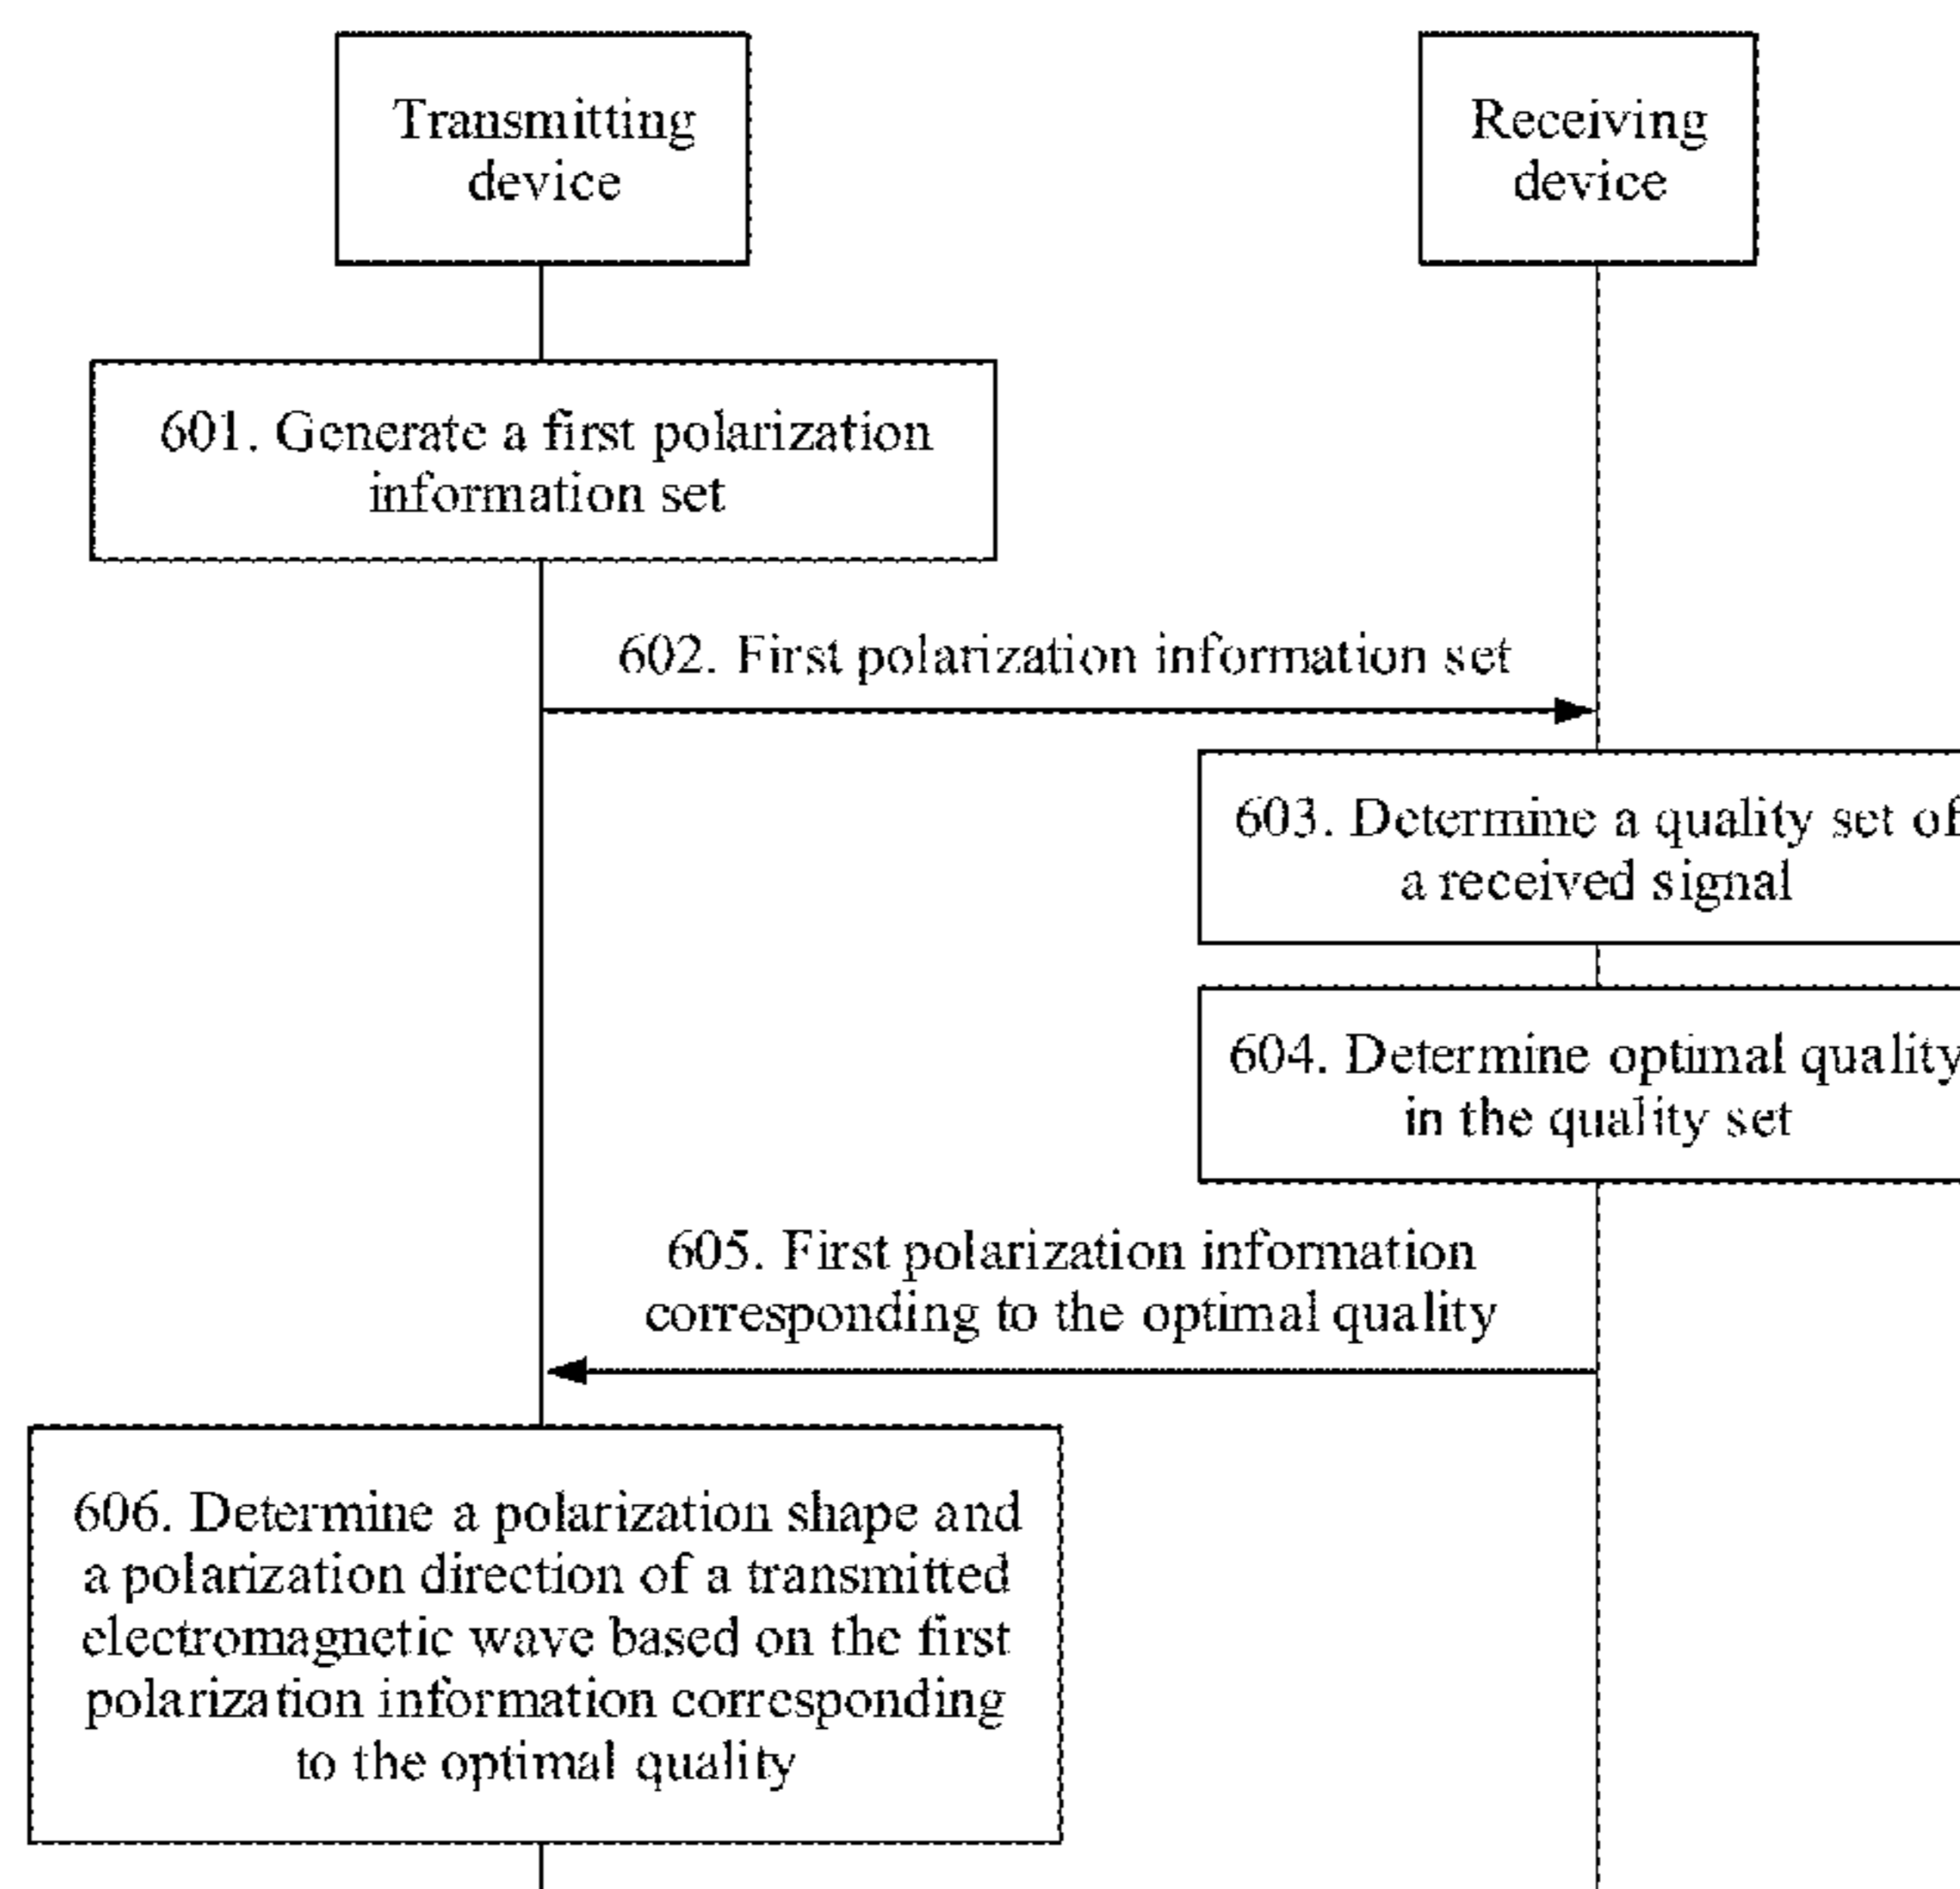 Transmitting
device
Receiving
device
601. Generate a first polarization
information set
602. First polarization information set
603. Determine a quality set of
a received signal
604. Determine optimal quality
in the quality set
605. First polarization information
corresponding to the optimal quality
606. Determine a polarization shape and
a polarization direction of a transmitted
electromagnetic wave based on the first
polarization information corresponding
to the optimal quality